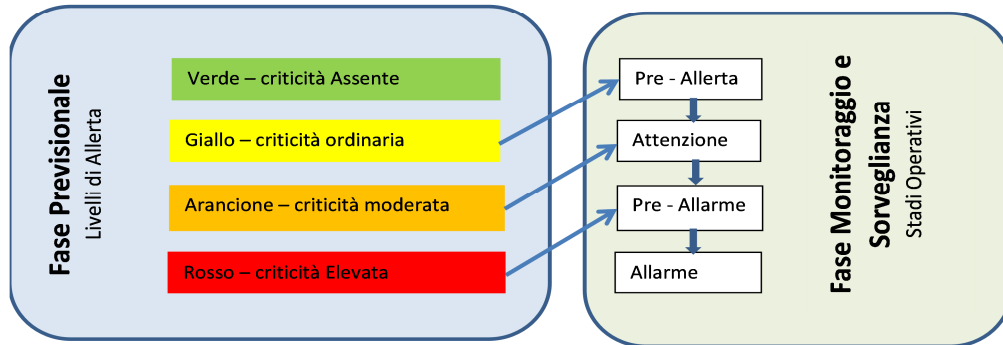 Fase Previsionale
Livelli di Allerta
Verde – criticità Assente
Giallo – criticità ordinaria
Arancione – criticità moderata
Rosso – criticità Elevata
Pre - Allerta
Attenzione
Pre - Allarme
Allarme
Fase Monitoraggio e
Sorveglianza
Stadi Operativi